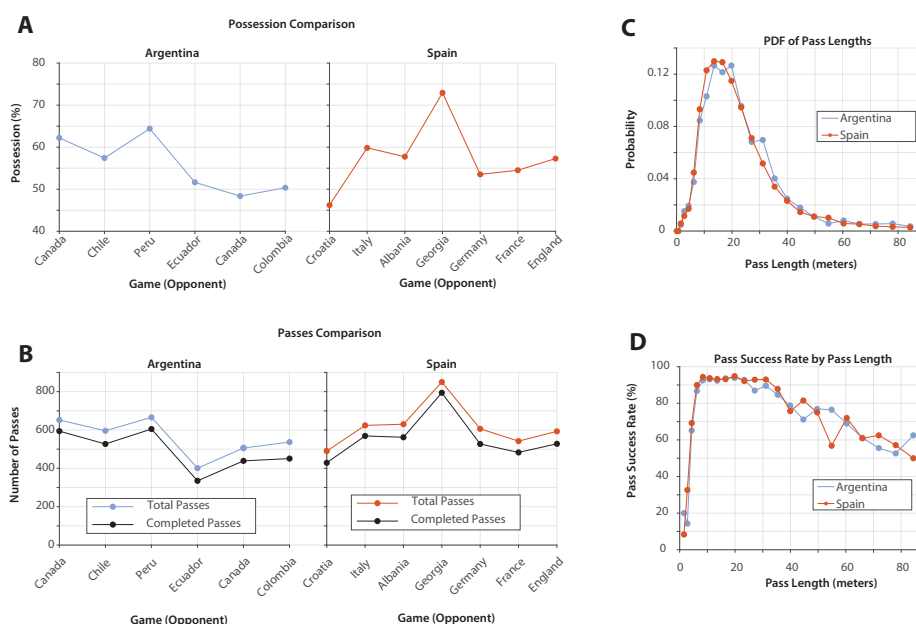 A
Possession Comparison
Argentina
Spain
Possession (%)
80
70
60
50
40
Canada
Chile
Peru
Ecuador
Canada
Colombia
Croatia
Italy
Albania
Georgia
Germany
France
England
Game (Opponent)
Game (Opponent)
B
Passes Comparison
Argentina
Spain
Number of Passes
800
600
400
200
0
Total Passes
Completed Passes
Total Passes
Completed Passes
Canada
Chile
Peru
Ecuador
Canada
Colombia
Croatia
Italy
Albania
Georgia
Germany
France
England
Game (Opponent)
Game (Opponent)
C
PDF of Pass Lengths
Probability
0.12
0.08
0.04
0
Argentina
Spain
0
20
40
60
80
Pass Length (meters)
D
Pass Success Rate by Pass Length
Pass Success Rate (%)
100
80
60
40
20
0
Argentina
Spain
0
20
40
60
80
Pass Length (meters)